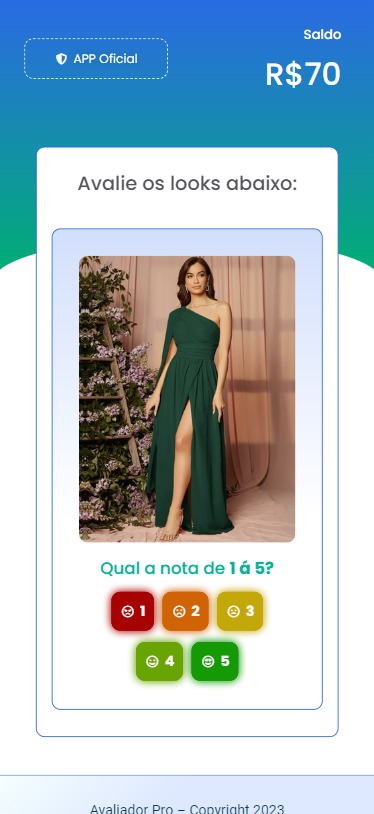 Saldo
APP Oficial
R$70
Avalie os looks abaixo:
Qual a nota de 1 á 5?
1 2 3
4 5
Avaliador Pro – Copyright 2023